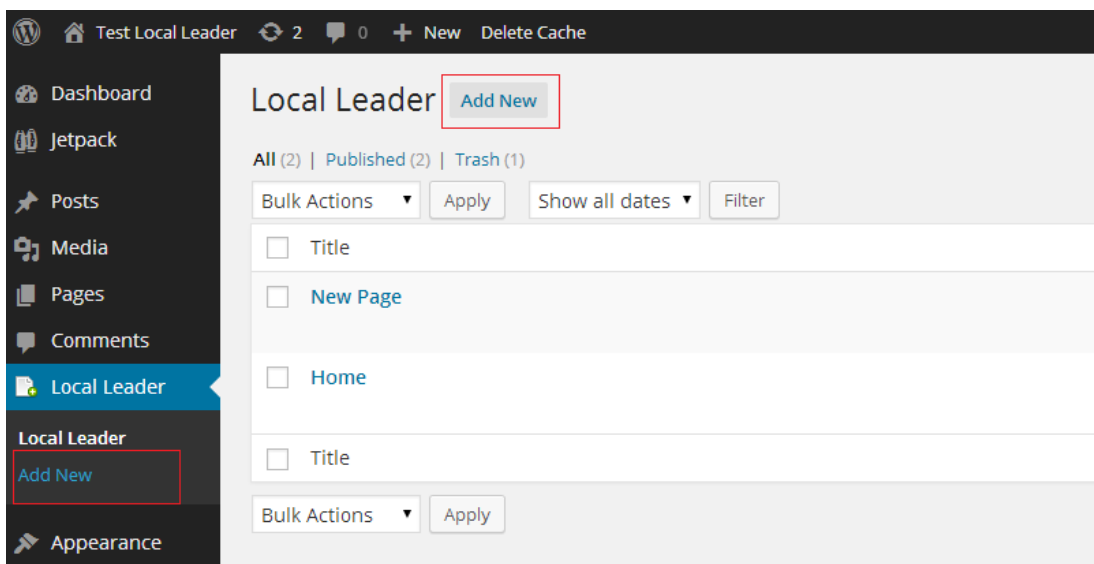 Test Local Leader 2 0 New Delete Cache
Dashboard
Jetpack
Posts
Media
Pages
Comments
Local Leader
Local Leader
Add New
Appearance
Local Leader Add New
All (2) | Published (2) | Trash (1)
Bulk Actions Apply Show all dates Filter
Title
New Page
Home
Title
Bulk Actions Apply